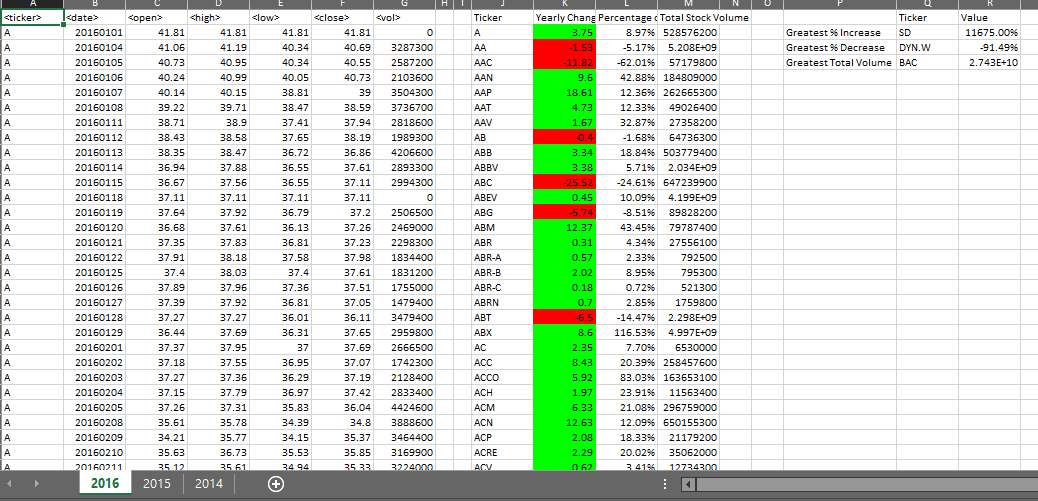 A B C D E F G H I J K L M N O P Q R
<ticker> <date> <open> <high> <low> <close> <vol> Ticker Yearly Chang Percentage c Total Stock Volume Ticker Value
A 20160101 41.81 41.81 41.81 41.81 0 A 3.75 8.97% 528576200 Greatest % Increase SD 11675.00%
A 20160104 41.06 41.19 40.34 40.69 3287300 AA -1.53 -5.17% 5.208E+09 Greatest % Decrease DYN.W -91.49%
A 20160105 40.73 40.95 40.34 40.55 2587200 AAC -11.82 -62.01% 57179800 Greatest Total Volume BAC 2.743E+10
A 20160106 40.24 40.99 40.05 40.73 2103600 AAN 9.6 42.88% 184809000
A 20160107 40.14 40.15 38.81 39 3504300 AAP 18.61 12.36% 262665300
A 20160108 39.22 39.71 38.47 38.59 3736700 AAT 4.73 12.33% 49026400
A 20160111 38.71 38.9 37.41 37.94 2818600 AAV 1.67 32.87% 27358200
A 20160112 38.43 38.58 37.65 38.19 1989300 AB -0.4 -1.68% 64736300
A 20160113 38.35 38.47 36.72 36.86 4206600 ABB 3.34 18.84% 503779400
A 20160114 36.94 37.88 36.55 37.61 2893300 ABBV 3.38 5.71% 2.034E+09
A 20160115 36.67 37.56 36.55 37.11 2994300 ABC -25.52 -24.61% 647239900
A 20160118 37.11 37.11 37.11 37.11 0 ABEV 0.45 10.09% 4.199E+09
A 20160119 37.64 37.92 36.79 37.2 2506500 ABG -5.74 -8.51% 89828200
A 20160120 36.68 37.61 36.13 37.26 2469000 ABM 12.37 43.45% 79787400
A 20160121 37.35 37.83 36.81 37.23 2298300 ABR 0.31 4.34% 27556100
A 20160122 37.91 38.18 37.58 37.98 1834400 ABR-A 0.57 2.33% 792500
A 20160125 37.4 38.03 37.4 37.61 1831200 ABR-B 2.02 8.95% 795300
A 20160126 37.89 37.96 37.36 37.51 1755000 ABR-C 0.18 0.72% 521300
A 20160127 37.39 37.92 36.81 37.05 1479400 ABRN 0.7 2.85% 1759800
A 20160128 37.27 37.27 36.01 36.11 3479400 ABT -6.5 -14.47% 2.298E+09
A 20160129 36.44 37.69 36.31 37.65 2959800 ABX 8.6 116.53% 4.997E+09
A 20160201 37.37 37.95 37 37.69 2666500 AC 2.35 7.70% 6530000
A 20160202 37.18 37.55 36.95 37.07 1742300 ACC 8.43 20.39% 258457600
A 20160203 37.27 37.36 36.29 37.19 2128400 ACCO 5.92 83.03% 163653100
A 20160204 37.15 37.79 36.97 37.42 2833400 ACH 1.97 23.91% 11563400
A 20160205 37.26 37.31 35.83 36.04 4424600 ACM 6.33 21.08% 296759000
A 20160208 35.61 35.78 34.39 34.8 3888600 ACN 12.63 12.09% 650155300
A 20160209 34.21 35.77 34.15 35.37 3464400 ACP 2.08 18.33% 21179200
A 20160210 35.63 36.73 35.53 35.85 3169900 ACRE 2.29 20.02% 35062000
A 20160211 35.12 35.61 34.94 35.33 3224000 ACV 0.62 3.41% 12734300
2016 2015 2014